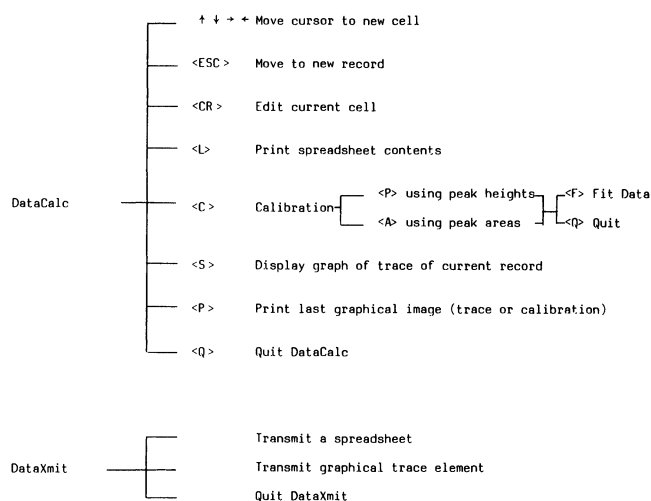 ↑ ↓ → ← Move cursor to new cell
<ESC> Move to new record
<CR> Edit current cell
<L> Print spreadsheet contents
DataCalc
<C> Calibration
<P> using peak heights
<A> using peak areas
<F> Fit Data
<Q> Quit
<S> Display graph of trace of current record
<P> Print last graphical image (trace or calibration)
<Q> Quit DataCalc
Transmit a spreadsheet
DataXmit
Transmit graphical trace element
Quit DataXmit